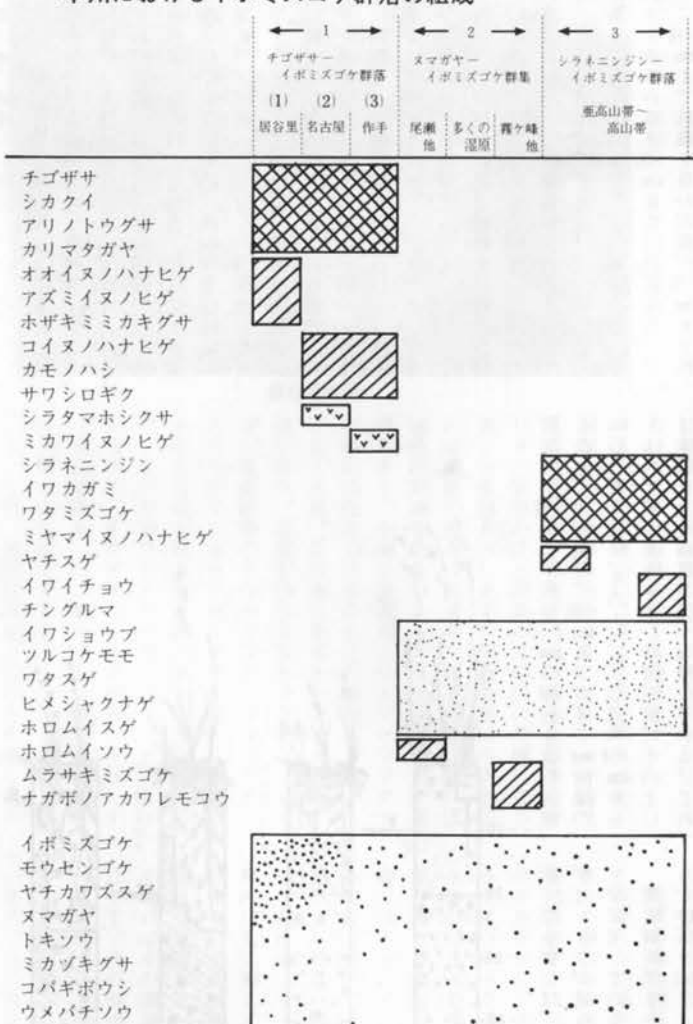 ← 1 → ← 2 → ← 3 →
チゴザサー ヌマガヤー シラネニンジンー
イボミズゴケ群落 イボミズゴケ群集 イボミズゴケ群落
(1) (2) (3) 亜高山帯〜
居谷里 名古屋 作手 尾瀬 多くの 霧ケ峰 高山帯
他 湿原 他
チゴザサ
シカクイ
アリノトウグサ
カリマタガヤ
オオイヌノハナヒゲ
アズミイヌノヒゲ
ホザキミミカキグサ
コイヌノハナヒゲ
カモノハシ
サワシロギク
シラタマホシクサ
ミカワイヌノヒゲ
シラネニンジン
イワカガミ
ワタミズゴケ
ミヤマイヌノハナヒゲ
ヤチスゲ
イワイチョウ
チングルマ
イワショウブ
ツルコケモモ
ワタスゲ
ヒメシャクナゲ
ホロムイスゲ
ホロムイソウ
ムラサキミズゴケ
ナガボノアカワレモコウ
イボミズゴケ
モウセンゴケ
ヤチカワズスゲ
ヌマガヤ
トキソウ
ミカヅキグサ
コバギボウシ
ウメバチソウ